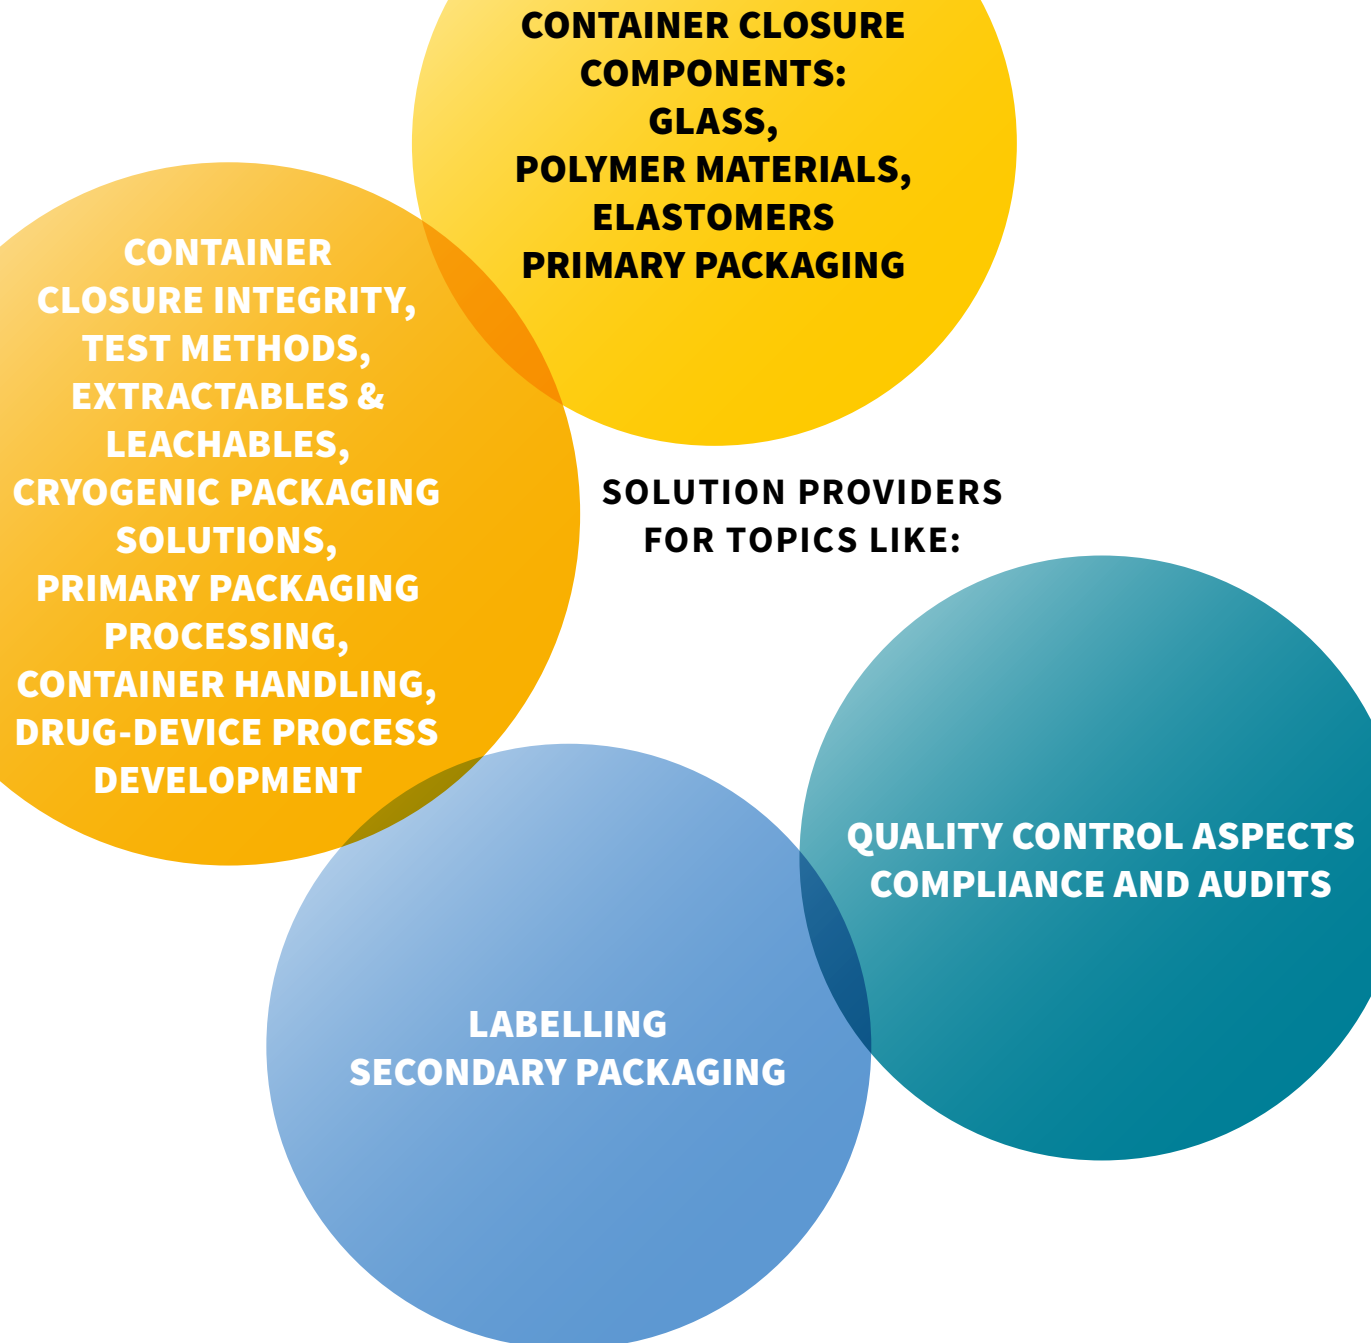 CONTAINER CLOSURE
COMPONENTS:
GLASS,
POLYMER MATERIALS,
ELASTOMERS
PRIMARY PACKAGING
CONTAINER
CLOSURE INTEGRITY,
TEST METHODS,
EXTRACTABLES &
LEACHABLES,
CRYOGENIC PACKAGING
SOLUTIONS,
PRIMARY PACKAGING
PROCESSING,
CONTAINER HANDLING,
DRUG-DEVICE PROCESS
DEVELOPMENT
SOLUTION PROVIDERS
FOR TOPICS LIKE:
QUALITY CONTROL ASPECTS
COMPLIANCE AND AUDITS
LABELLING
SECONDARY PACKAGING